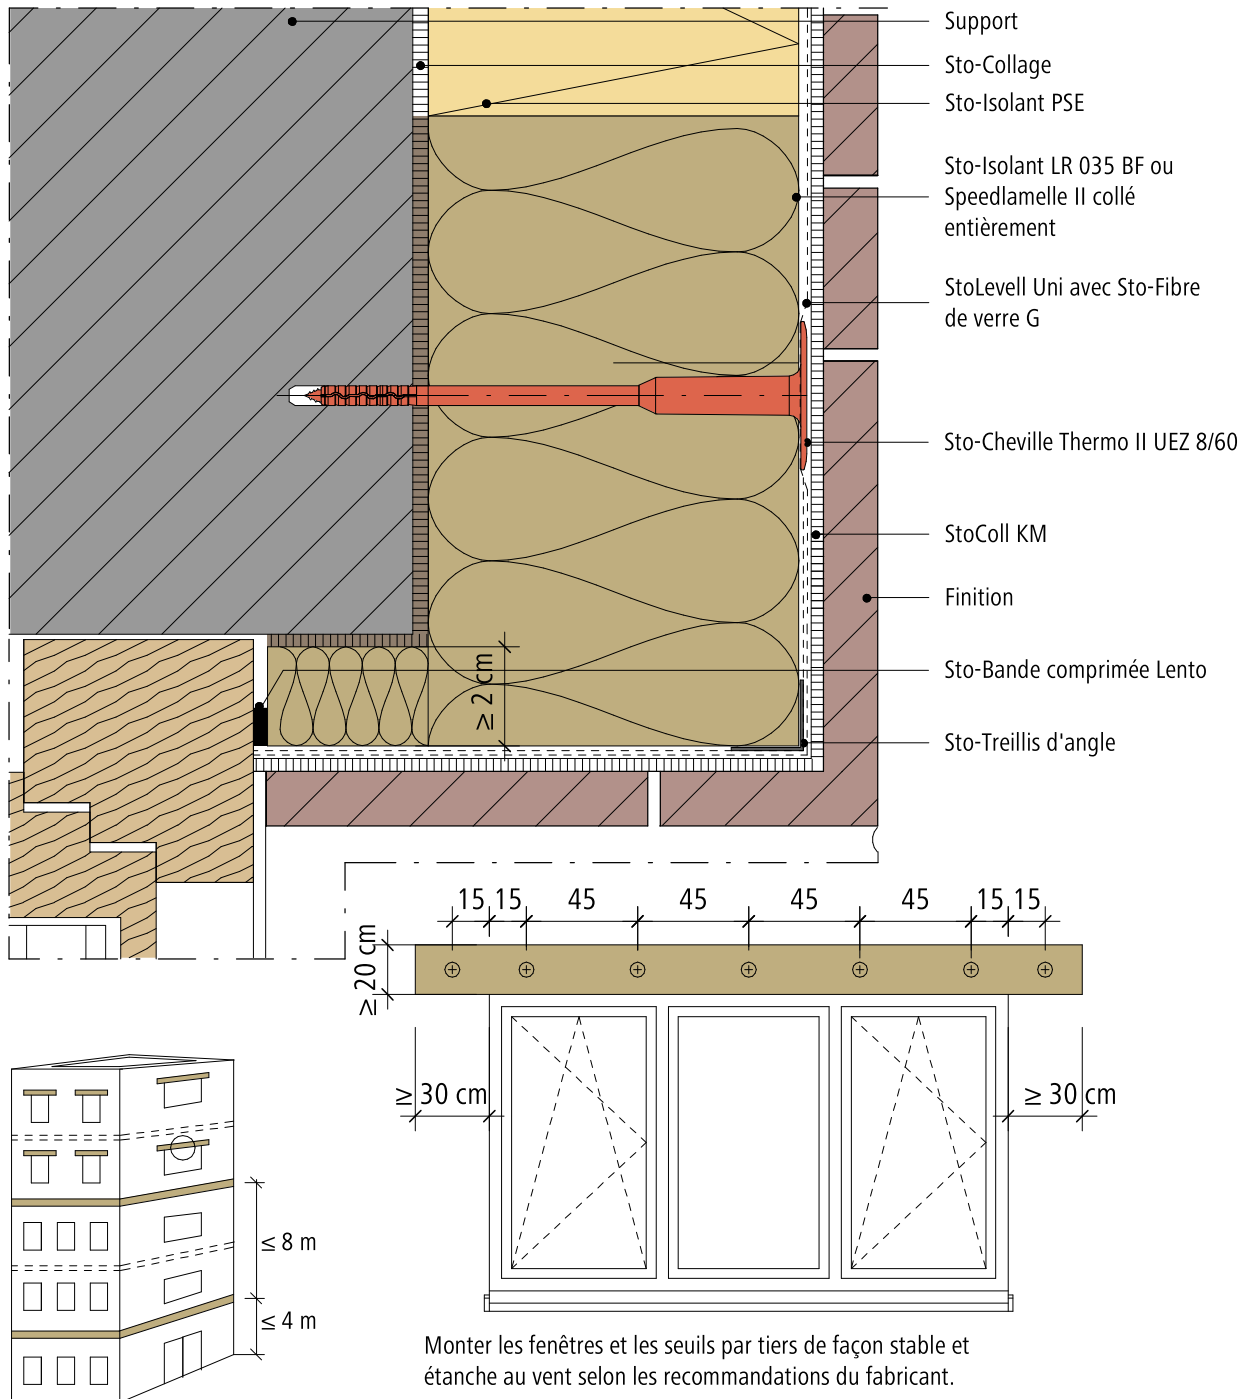 Support
Sto-Collage
Sto-Isolant PSE
Sto-Isolant LR 035 BF ou
Speedlamelle II collé
entièrement
StoLevell Uni avec Sto-Fibre
de verre G
Sto-Cheville Thermo II UEZ 8/60
StoColl KM
Finition
Sto-Bande comprimée Lento
≥ 2 cm
Sto-Treillis d'angle
15 15 45 45 45 45 15 15
≥ 20 cm
≥ 30 cm
≥ 30 cm
≤ 8 m
≤ 4 m
Monter les fenêtres et les seuils par tiers de façon stable et
étanche au vent selon les recommandations du fabricant.